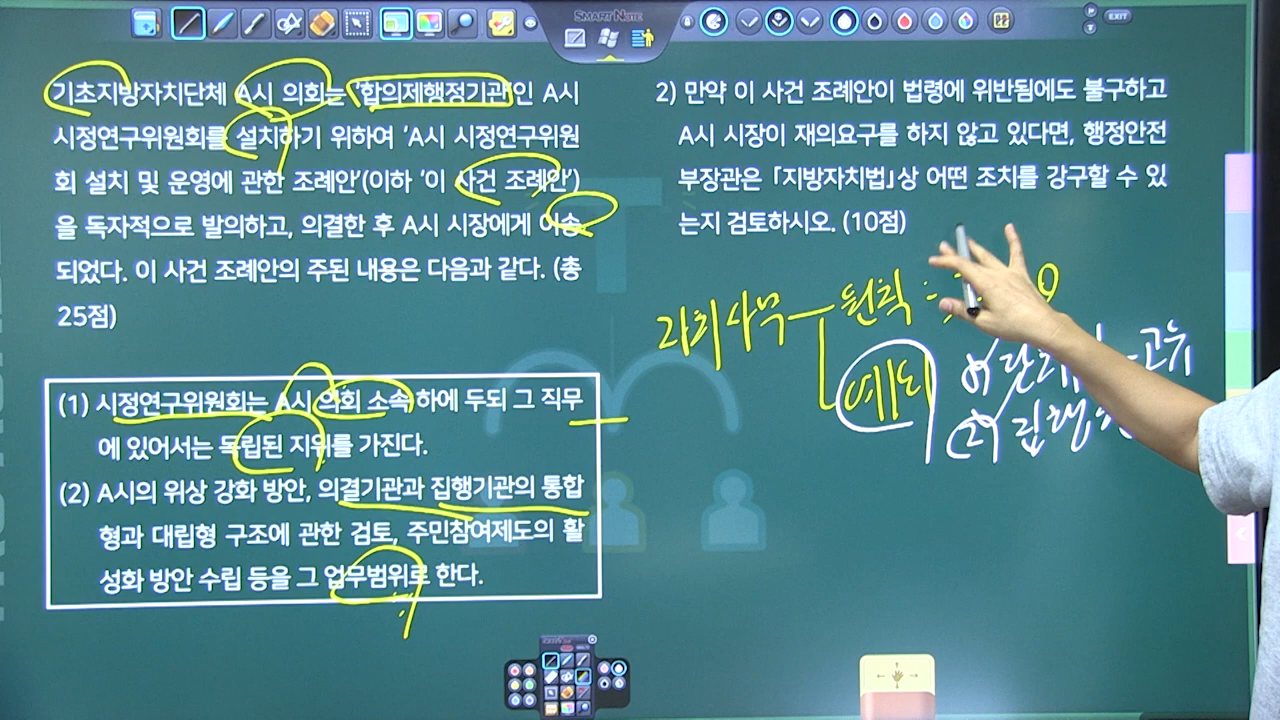 SMART NOTE
EXIT
기초지방자치단체 A시 의회는 '합의제행정기관'인 A시
시정연구위원회를 설치하기 위하여 'A시 시정연구위원
회 설치 및 운영에 관한 조례안'(이하 '이 사건 조례안')
을 독자적으로 발의하고, 의결한 후 A시 시장에게 이송
되었다. 이 사건 조례안의 주된 내용은 다음과 같다. (총
25점)
(1) 시정연구위원회는 A시 의회 소속 하에 두되 그 직무
에 있어서는 독립된 지위를 가진다.
(2) A시의 위상 강화 방안, 의결기관과 집행기관의 통합
형과 대립형 구조에 관한 검토, 주민참여제도의 활
성화 방안 수립 등을 그 업무범위로 한다.
2) 만약 이 사건 조례안이 법령에 위반됨에도 불구하고
A시 시장이 재의요구를 하지 않고 있다면, 행정안전
부장관은 「지방자치법」상 어떤 조치를 강구할 수 있
는지 검토하시오. (10점)
자치사무 원칙 :
예외 고유